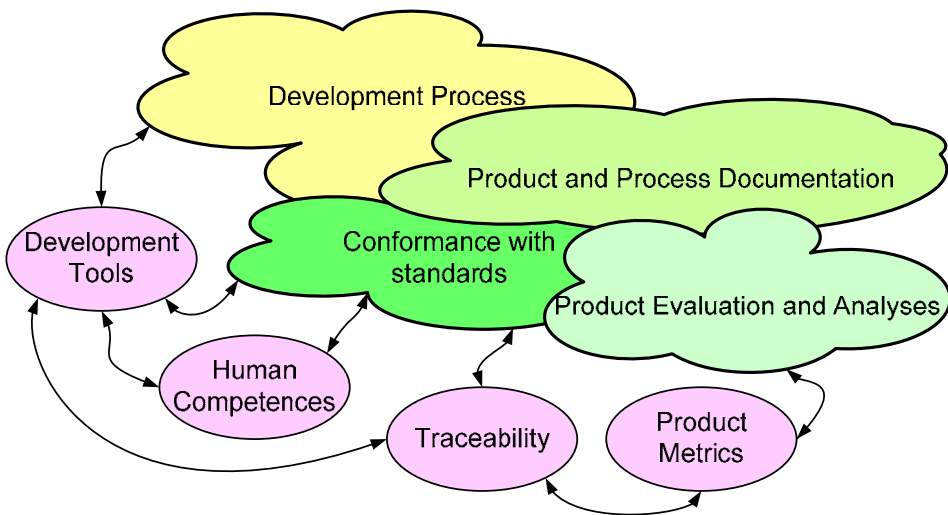 Development Process
Product and Process Documentation
Development
Tools
Conformance with
standards
Product Evaluation and Analyses
Human
Competences
Traceability
Product
Metrics